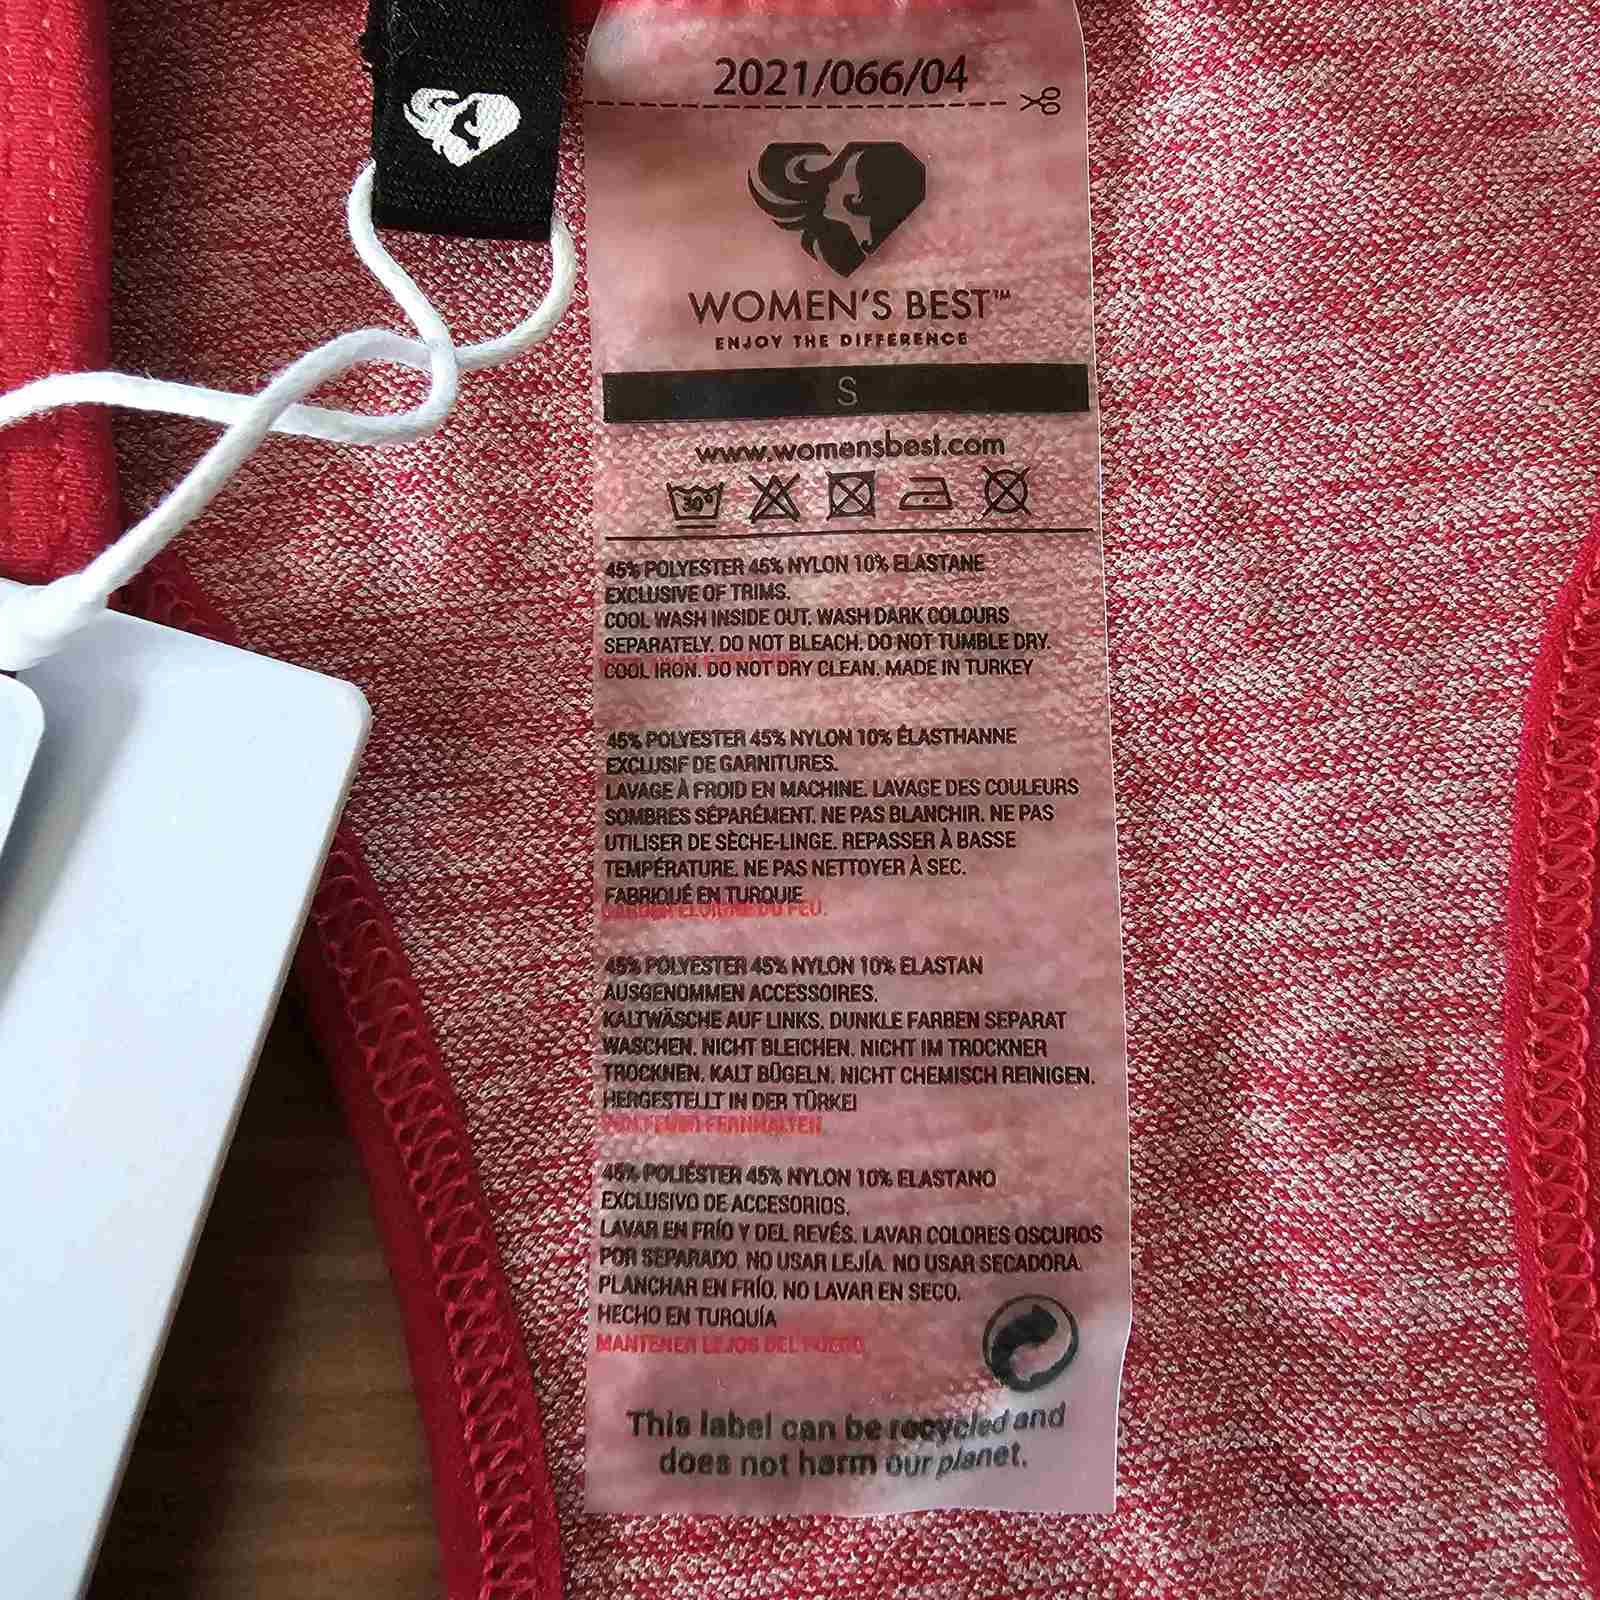 2021/066/04
WOMEN'S BEST™
ENJOY THE DIFFERENCE
S
www.womensbest.com
30°
45% POLYESTER 45% NYLON 10% ELASTANE
EXCLUSIVE OF TRIMS.
COOL WASH INSIDE OUT. WASH DARK COLOURS
SEPARATELY. DO NOT BLEACH. DO NOT TUMBLE DRY.
COOL IRON. DO NOT DRY CLEAN. MADE IN TURKEY
45% POLYESTER 45% NYLON 10% ÉLASTHANNE
EXCLUSIF DE GARNITURES.
LAVAGE À FROID EN MACHINE. LAVAGE DES COULEURS
SOMBRES SÉPARÉMENT. NE PAS BLANCHIR. NE PAS
UTILISER DE SÈCHE-LINGE. REPASSER À BASSE
TEMPÉRATURE. NE PAS NETTOYER À SEC.
FABRIQUÉ EN TURQUIE
DU FEU.
45% POLYESTER 45% NYLON 10% ELASTAN
AUSGENOMMEN ACCESSOIRES.
KALTWÄSCHE AUF LINKS. DUNKLE FARBEN SEPARAT
WASCHEN. NICHT BLEICHEN. NICHT IM TROCKNER
TROCKNEN. KALT BÜGELN. NICHT CHEMISCH REINIGEN.
HERGESTELLT IN DER TÜRKEI
FERNHALTEN
45% POLIÉSTER 45% NYLON 10% ELASTANO
EXCLUSIVO DE ACCESORIOS.
LAVAR EN FRÍO Y DEL REVÉS. LAVAR COLORES OSCUROS
POR SEPARADO. NO USAR LEJÍA. NO USAR SECADORA.
PLANCHAR EN FRÍO. NO LAVAR EN SECO.
HECHO EN TURQUÍA
MANTENER LEJOS DEL FUEGO
This label can be recycled and
does not harm our planet.